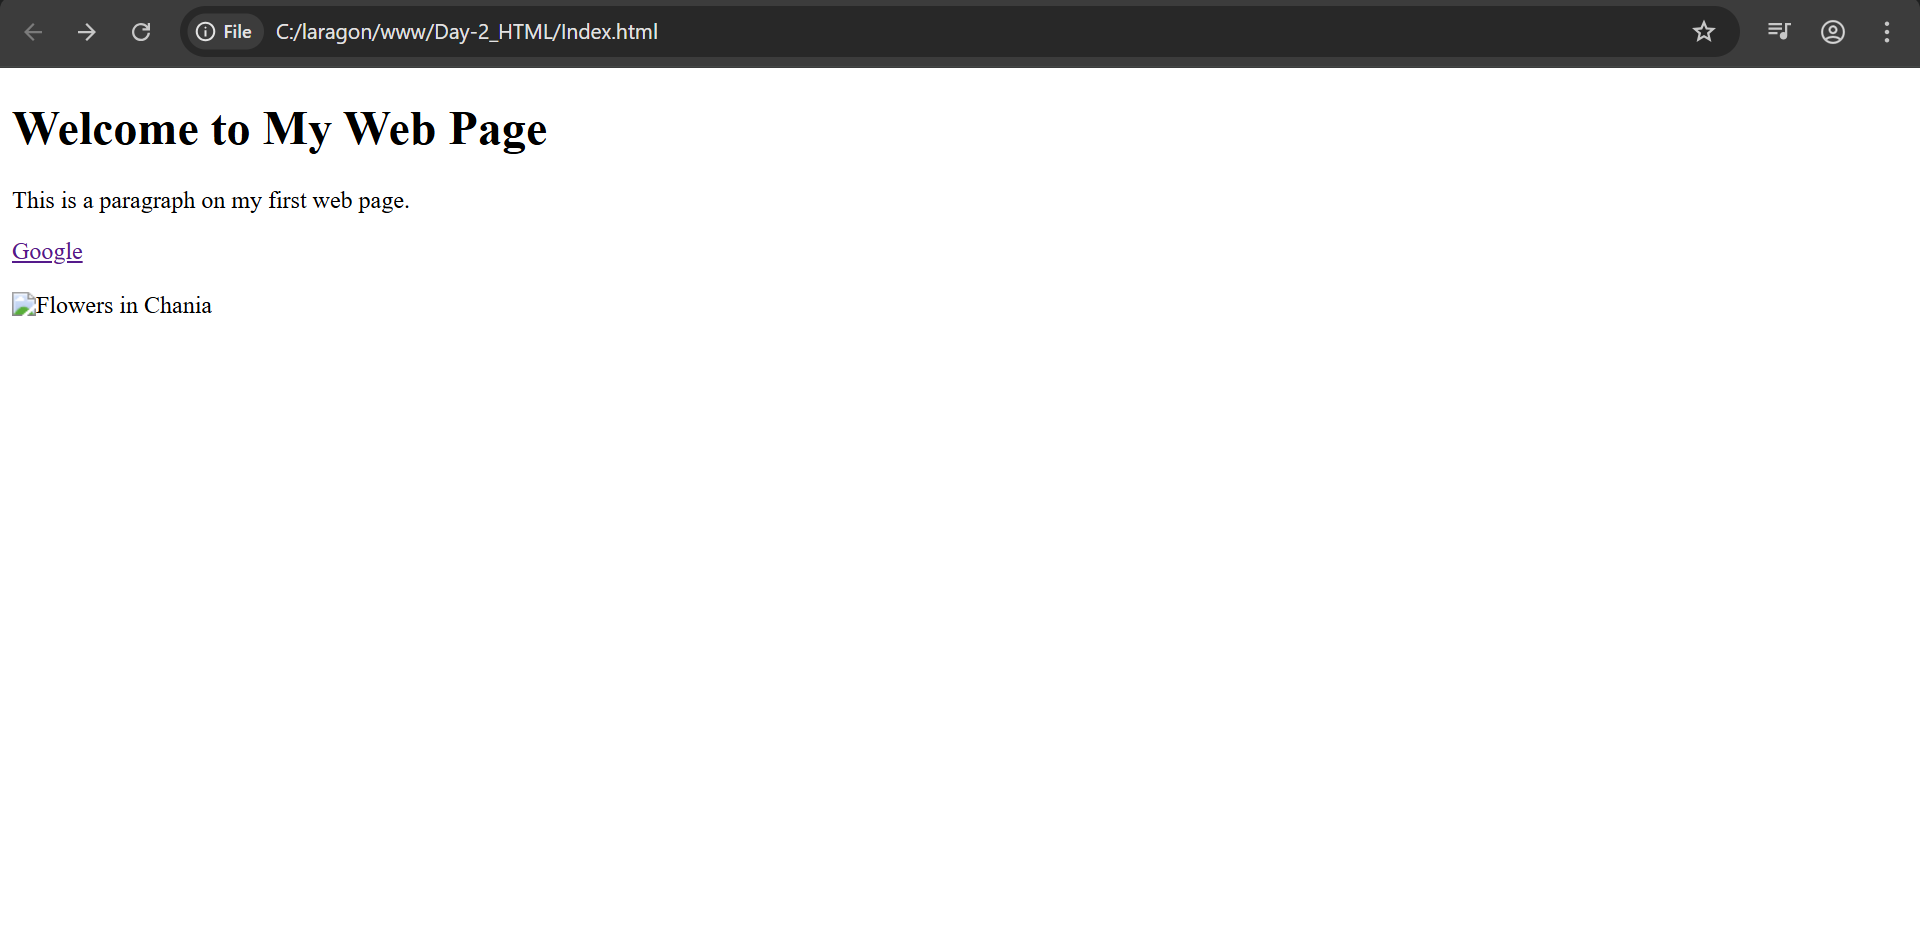 File C:/laragon/www/Day-2_HTML/Index.html
Welcome to My Web Page
This is a paragraph on my first web page.
Google
Flowers in Chania